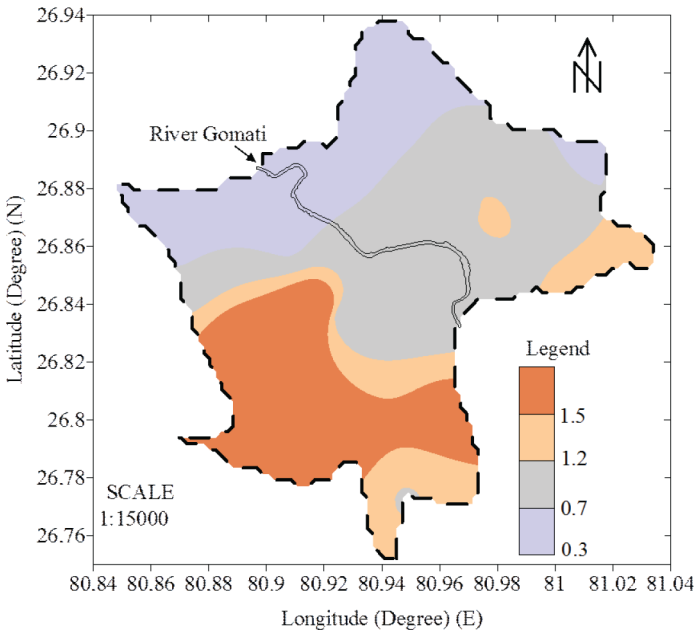 26.94
26.92
26.9
26.88
26.86
26.84
26.82
26.8
26.78
26.76
Latitude (Degree) (N)
River Gomati
N
Legend
1.5
1.2
0.7
0.3
SCALE
1:15000
80.84 80.86 80.88 80.9 80.92 80.94 80.96 80.98 81 81.02 81.04
Longitude (Degree) (E)